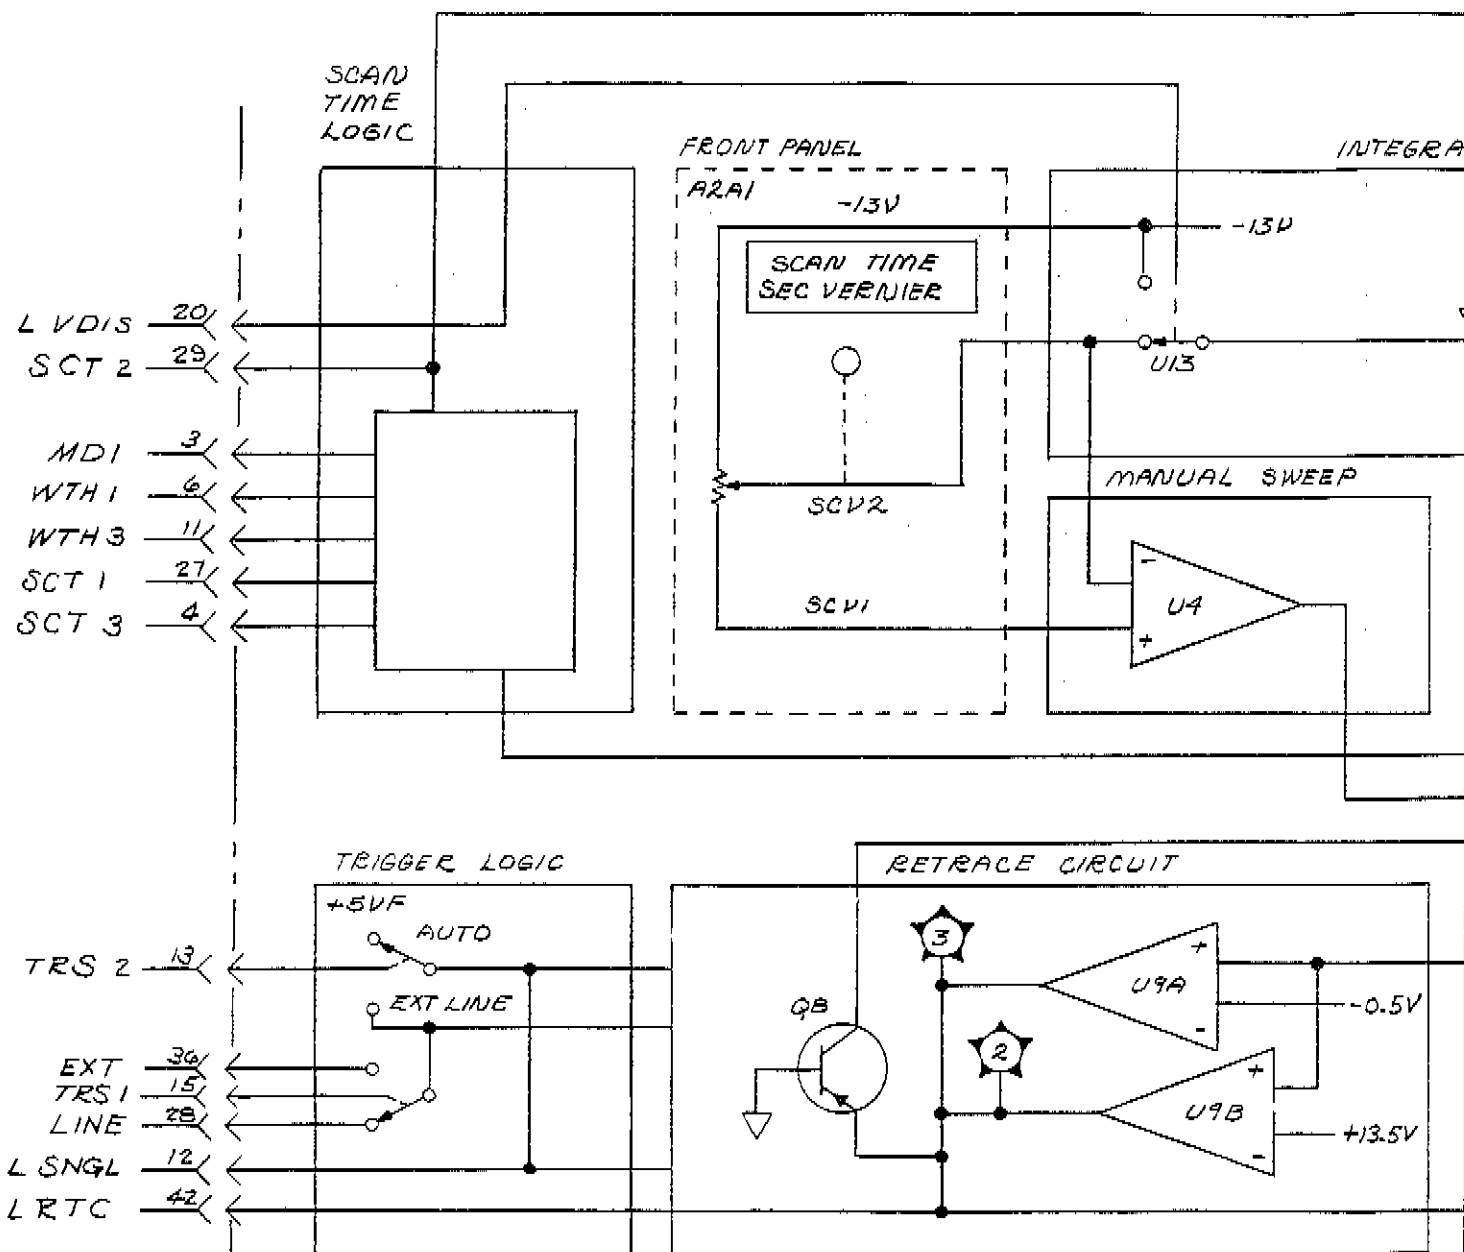 SCAN
TIME
LOGIC
FRONT PANEL
INTEGRA
A2A1
-13V
-13V
SCAN TIME
SEC VERNIER
L VDIS 20
SCT 2 29
U13
MD1 3
WTH 1 6
WTH 3 11
SCT 1 27
SCT 3 4
SCV2
MANUAL SWEEP
SCV1
-
U4
+
TRIGGER LOGIC
RETRACE CIRCUIT
+5VF
AUTO
TRS 2 13
3
+
U9A
-0.5V
-
EXT LINE
Q8
2
EXT 36
TRS 1 15
LINE 28
+
U9B
+13.5V
-
L SNGL 12
LRTC 42